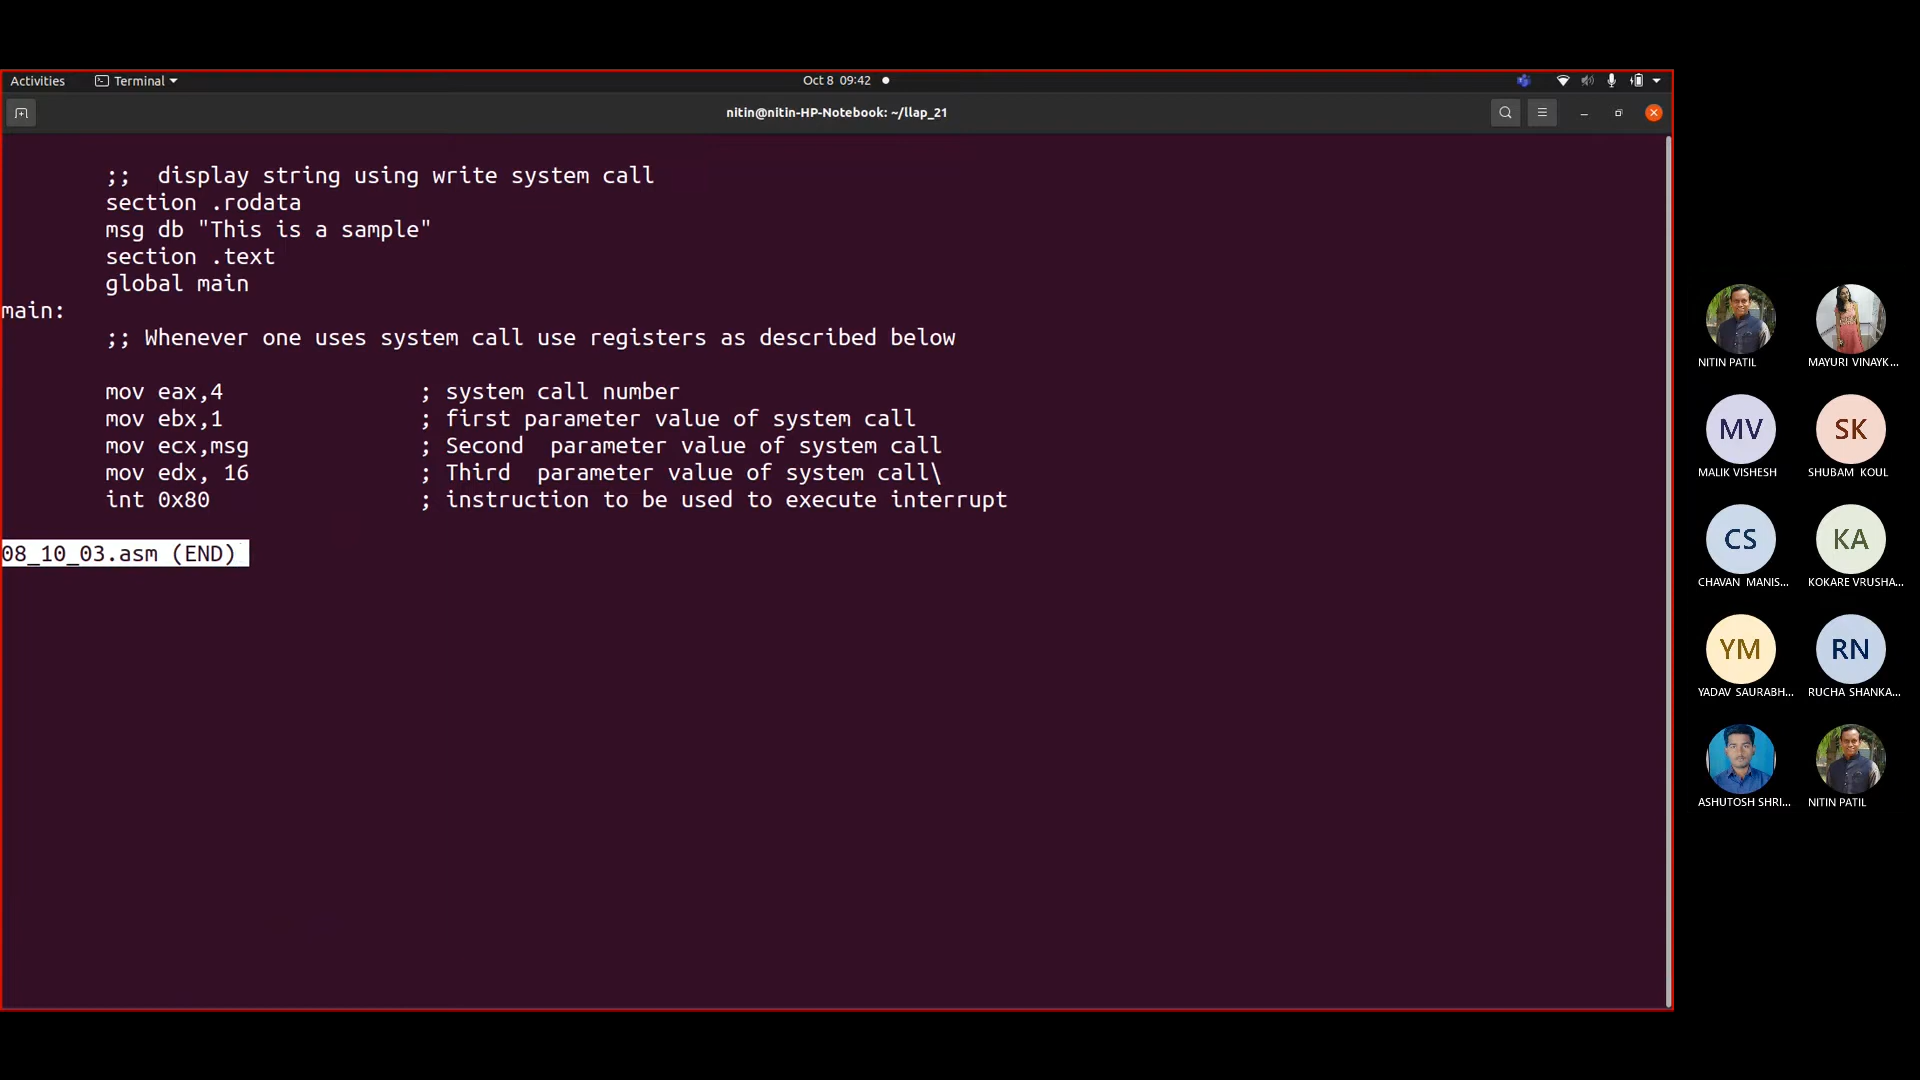 Activities Terminal Oct 8 09:42
nitin@nitin-HP-Notebook: ~/llap_21
;; display string using write system call
section .rodata
msg db "This is a sample"
section .text
global main
main:
;; Whenever one uses system call use registers as described below
mov eax,4 ; system call number
mov ebx,1 ; first parameter value of system call
mov ecx,msg ; Second parameter value of system call
mov edx, 16 ; Third parameter value of system call\
int 0x80 ; instruction to be used to execute interrupt
08_10_03.asm (END)
NITIN PATIL
MAYURI VINAYK...
MV
MALIK VISHESH
SK
SHUBAM KOUL
CS
CHAVAN MANIS...
KA
KOKARE VRUSHA...
YM
YADAV SAURABH...
RN
RUCHA SHANKA...
ASHUTOSH SHRI...
NITIN PATIL